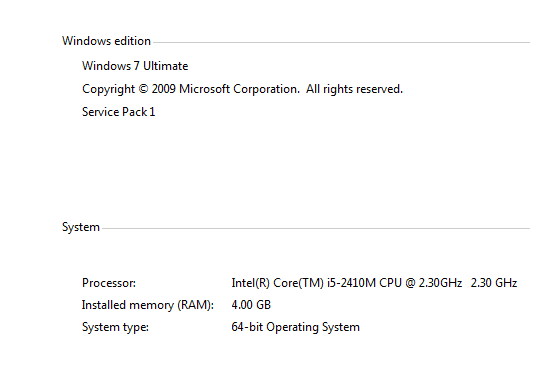 Windows edition
Windows 7 Ultimate
Copyright © 2009 Microsoft Corporation.  All rights reserved.
Service Pack 1
System
Processor: Intel(R) Core(TM) i5-2410M CPU @ 2.30GHz  2.30 GHz
Installed memory (RAM): 4.00 GB
System type: 64-bit Operating System